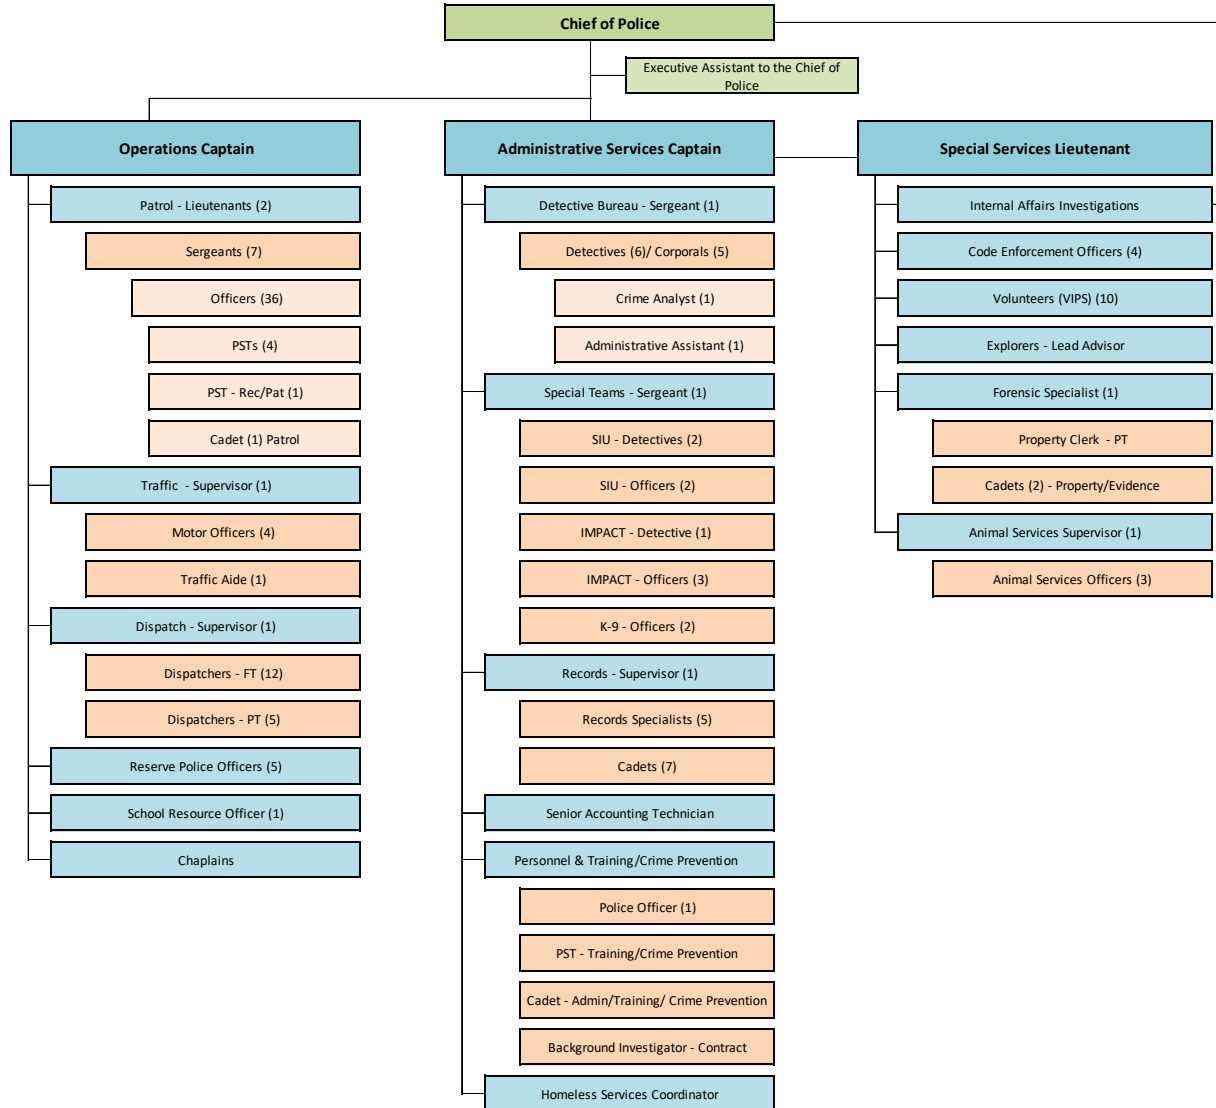 Chief of Police
Executive Assistant to the Chief of
Police
Operations Captain
Patrol - Lieutenants (2)
Sergeants (7)
Officers (36)
PSTs (4)
PST - Rec/Pat (1)
Cadet (1) Patrol
Traffic - Supervisor (1)
Motor Officers (4)
Traffic Aide (1)
Dispatch - Supervisor (1)
Dispatchers - FT (12)
Dispatchers - PT (5)
Reserve Police Officers (5)
School Resource Officer (1)
Chaplains
Administrative Services Captain
Detective Bureau - Sergeant (1)
Detectives (6)/ Corporals (5)
Crime Analyst (1)
Administrative Assistant (1)
Special Teams - Sergeant (1)
SIU - Detectives (2)
SIU - Officers (2)
IMPACT - Detective (1)
IMPACT - Officers (3)
K-9 - Officers (2)
Records - Supervisor (1)
Records Specialists (5)
Cadets (7)
Senior Accounting Technician
Personnel & Training/Crime Prevention
Police Officer (1)
PST - Training/Crime Prevention
Cadet - Admin/Training/ Crime Prevention
Background Investigator - Contract
Homeless Services Coordinator
Special Services Lieutenant
Internal Affairs Investigations
Code Enforcement Officers (4)
Volunteers (VIPS) (10)
Explorers - Lead Advisor
Forensic Specialist (1)
Property Clerk - PT
Cadets (2) - Property/Evidence
Animal Services Supervisor (1)
Animal Services Officers (3)